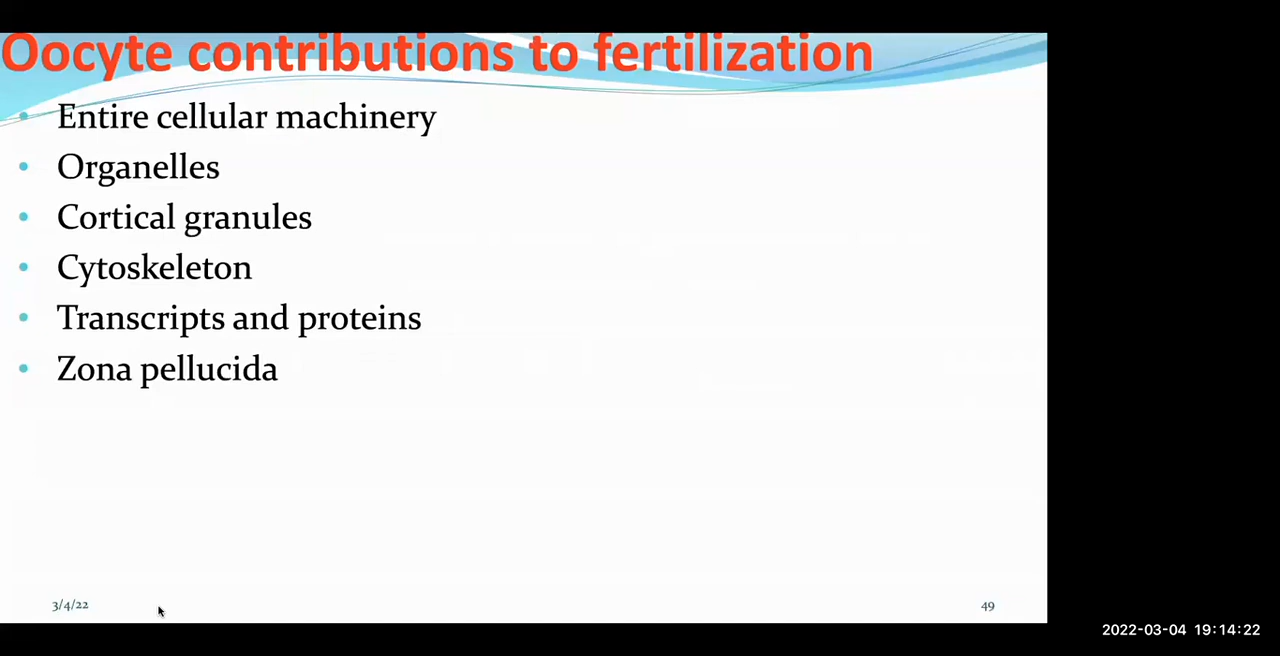 Oocyte contributions to fertilization
• Entire cellular machinery
• Organelles
• Cortical granules
• Cytoskeleton
• Transcripts and proteins
• Zona pellucida
3/4/22
49
2022-03-04 19:14:22